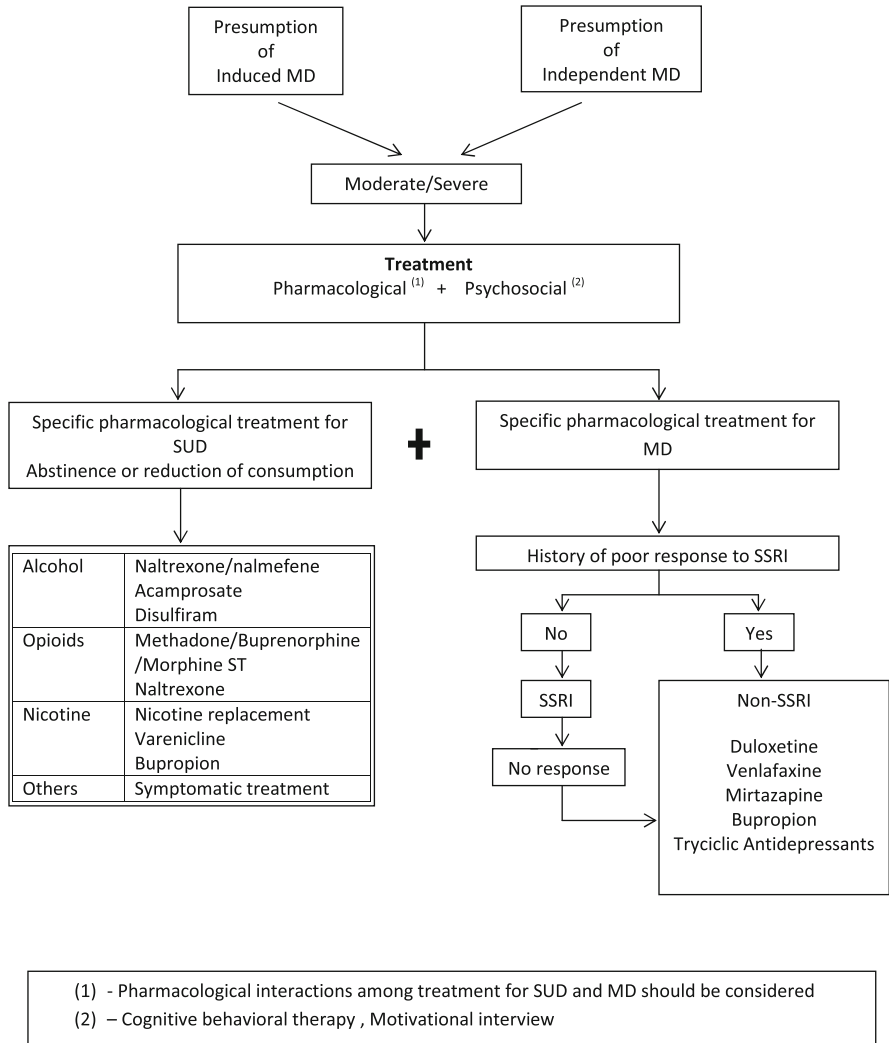 Presumption
of
Induced MD
Presumption
of
Independent MD
Moderate/Severe
Treatment
Pharmacological (1) + Psychosocial (2)
Specific pharmacological treatment for
SUD
Abstinence or reduction of consumption
+
Specific pharmacological treatment for
MD
Alcohol
Naltrexone/nalmefene
Acamprosate
Disulfiram
Opioids
Methadone/Buprenorphine
/Morphine ST
Naltrexone
Nicotine
Nicotine replacement
Varenicline
Bupropion
Others
Symptomatic treatment
History of poor response to SSRI
No
Yes
SSRI
No response
Non-SSRI
Duloxetine
Venlafaxine
Mirtazapine
Bupropion
Tryciclic Antidepressants
(1) - Pharmacological interactions among treatment for SUD and MD should be considered
(2) – Cognitive behavioral therapy , Motivational interview